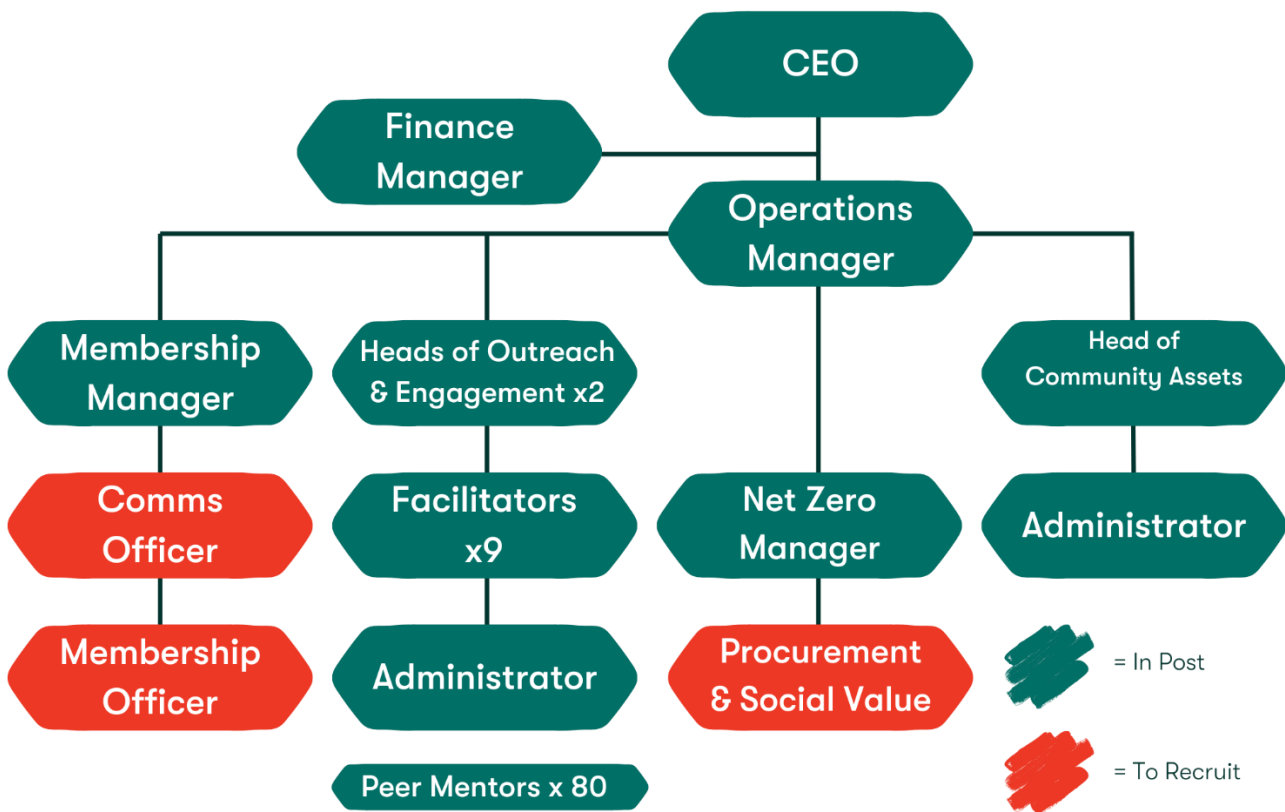 CEO
Finance
Manager
Operations
Manager
Membership
Manager
Heads of Outreach
& Engagement x2
Head of
Community Assets
Comms
Officer
Facilitators
x9
Net Zero
Manager
Administrator
Membership
Officer
Administrator
Procurement
& Social Value
= In Post
Peer Mentors x 80
= To Recruit